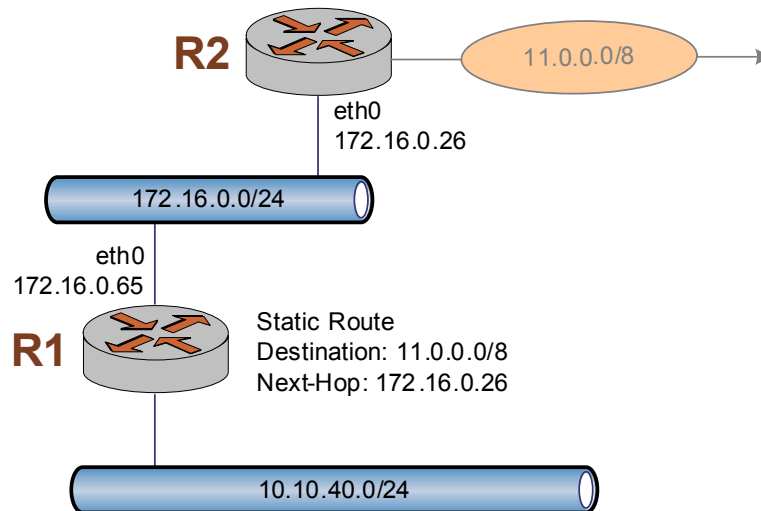 R2
11.0.0.0/8
eth0
172.16.0.26
172.16.0.0/24
eth0
172.16.0.65
R1
Static Route
Destination: 11.0.0.0/8
Next-Hop: 172.16.0.26
10.10.40.0/24